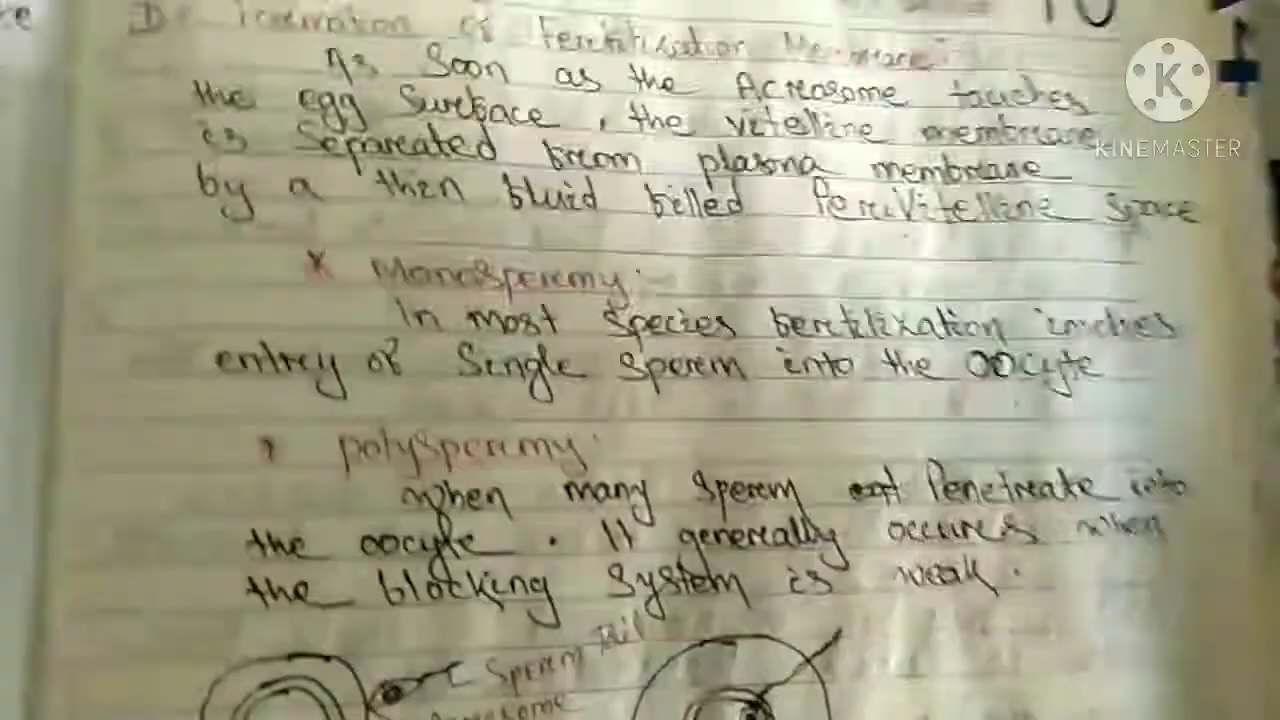 D. Formation of Fertilization Membrane:
As soon as the Acrosome touches
the egg surface, the vitelline membrane
is separated from plasma membrane
by a thin fluid filled Perivitelline space
* Monospermy:-
In most species fertilization involves
entry of single sperm into the oocyte
* polyspermy:
When many sperm Penetrate into
the oocyte. It generally occures when
the blocking system is weak.
Sperm Tail
Acrosome
K
KINEMASTER